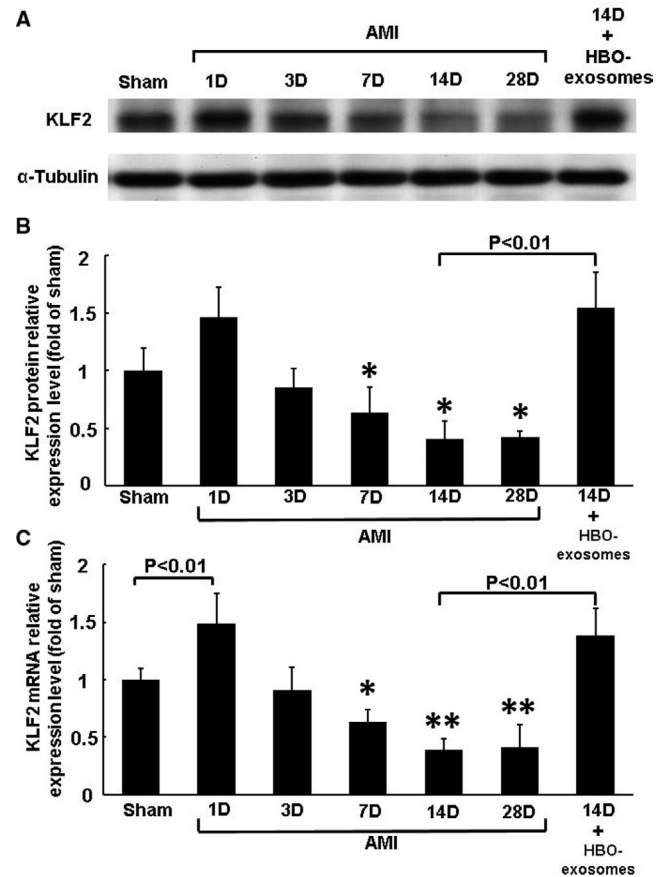 A
14D
+
HBO-
exosomes
AMI
Sham 1D 3D 7D 14D 28D
KLF2
α-Tubulin
B
KLF2 protein relative
expression level (fold of sham)
2
1.5
1
0.5
0
P<0.01
* * *
Sham 1D 3D 7D 14D 28D 14D
+
HBO-
exosomes
AMI
C
KLF2 mRNA relative
expression level (fold of sham)
2
1.5
1
0.5
0
P<0.01 P<0.01
* ** **
Sham 1D 3D 7D 14D 28D 14D
+
HBO-
exosomes
AMI